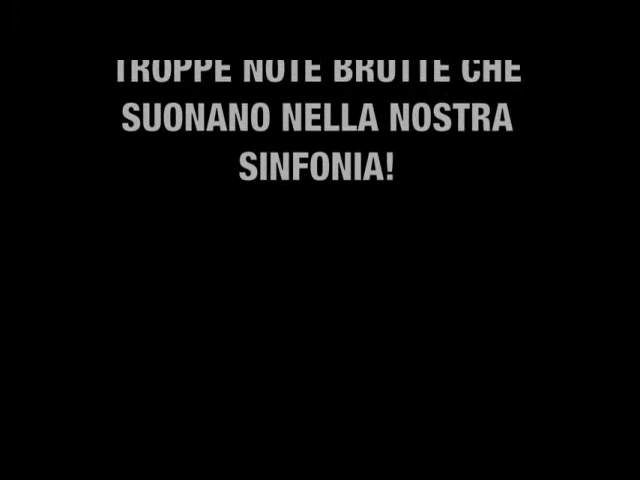 TROPPE NOTE BRUTTE CHE
SUONANO NELLA NOSTRA
SINFONIA!